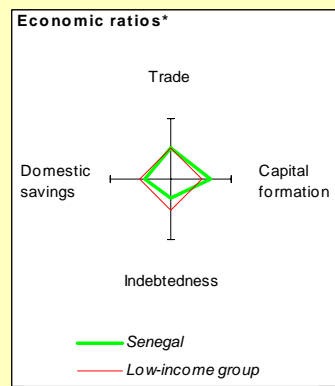 Economic ratios*
Trade
Domestic
savings
Capital
formation
Indebtedness
Senegal
Low-income group